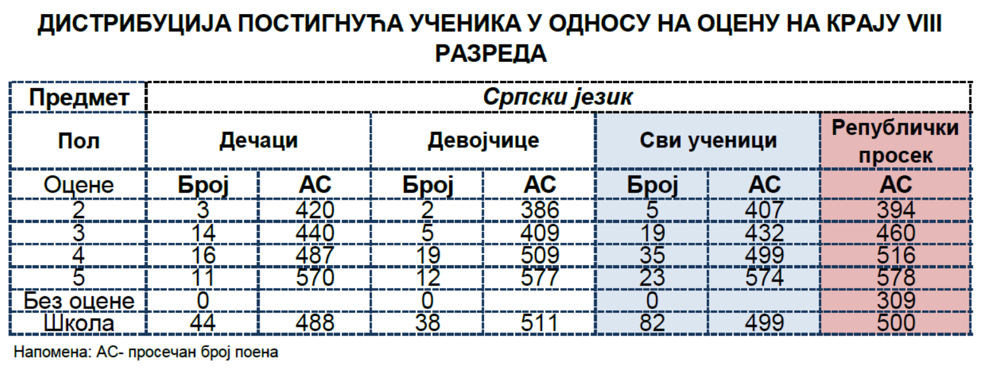 ДИСТРИБУЦИЈА ПОСТИГНУЋА УЧЕНИКА У ОДНОСУ НА ОЦЕНУ НА КРАЈУ VIII
РАЗРЕДА
Предмет Српски језик
Пол Дечаци Девојчице Сви ученици Републички просек
Оцене Број АС Број АС Број АС АС
2 3 420 2 386 5 407 394
3 14 440 5 409 19 432 460
4 16 487 19 509 35 499 516
5 11 570 12 577 23 574 578
Без оцене 0 0 0 309
Школа 44 488 38 511 82 499 500
Напомена: АС- просечан број поена